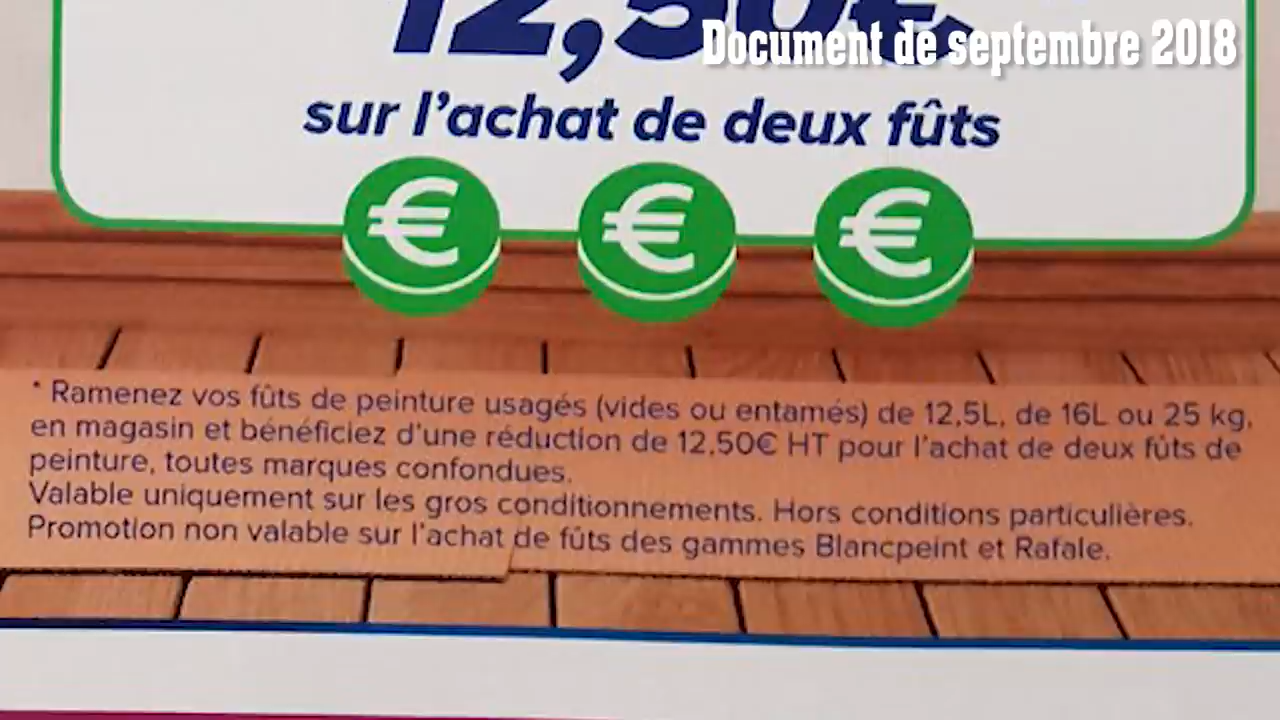 12,50€
Document de septembre 2018
sur l'achat de deux fûts
€ € €
* Ramenez vos fûts de peinture usagés (vides ou entamés) de 12,5L, de 16L ou 25 kg,
en magasin et bénéficiez d'une réduction de 12,50€ HT pour l'achat de deux fûts de
peinture, toutes marques confondues.
Valable uniquement sur les gros conditionnements. Hors conditions particulières.
Promotion non valable sur l'achat de fûts des gammes Blancpeint et Rafale.